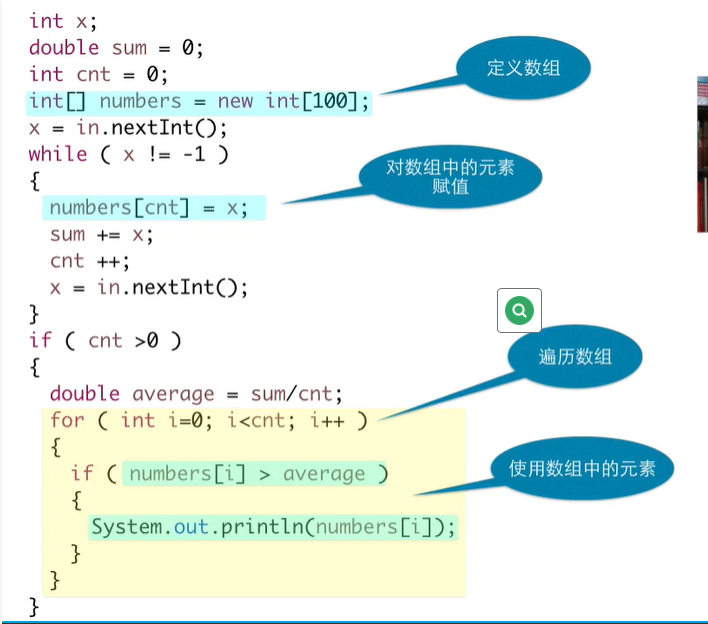 int x;
double sum = 0;
int cnt = 0;
定义数组
int[] numbers = new int[100];
x = in.nextInt();
while ( x != -1 )
对数组中的元素
赋值
{
numbers[cnt] = x;
sum += x;
cnt ++;
x = in.nextInt();
}
if ( cnt >0 )
遍历数组
{
double average = sum/cnt;
for ( int i=0; i<cnt; i++ )
{
使用数组中的元素
if ( numbers[i] > average )
{
System.out.println(numbers[i]);
}
}
}